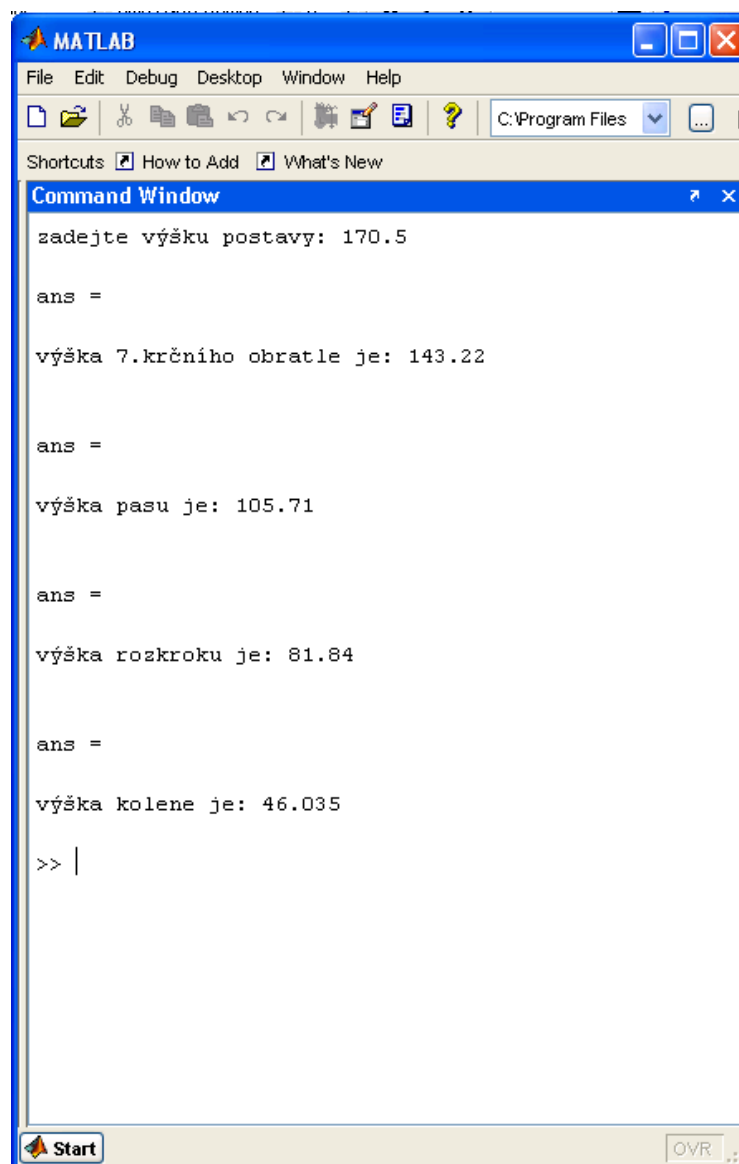 MATLAB
File Edit Debug Desktop Window Help
C:\Program Files ...
Shortcuts How to Add What's New
Command Window
zadejte výšku postavy: 170.5
ans =
výška 7.krčního obratle je: 143.22
ans =
výška pasu je: 105.71
ans =
výška rozkroku je: 81.84
ans =
výška kolene je: 46.035
>>
Start OVR